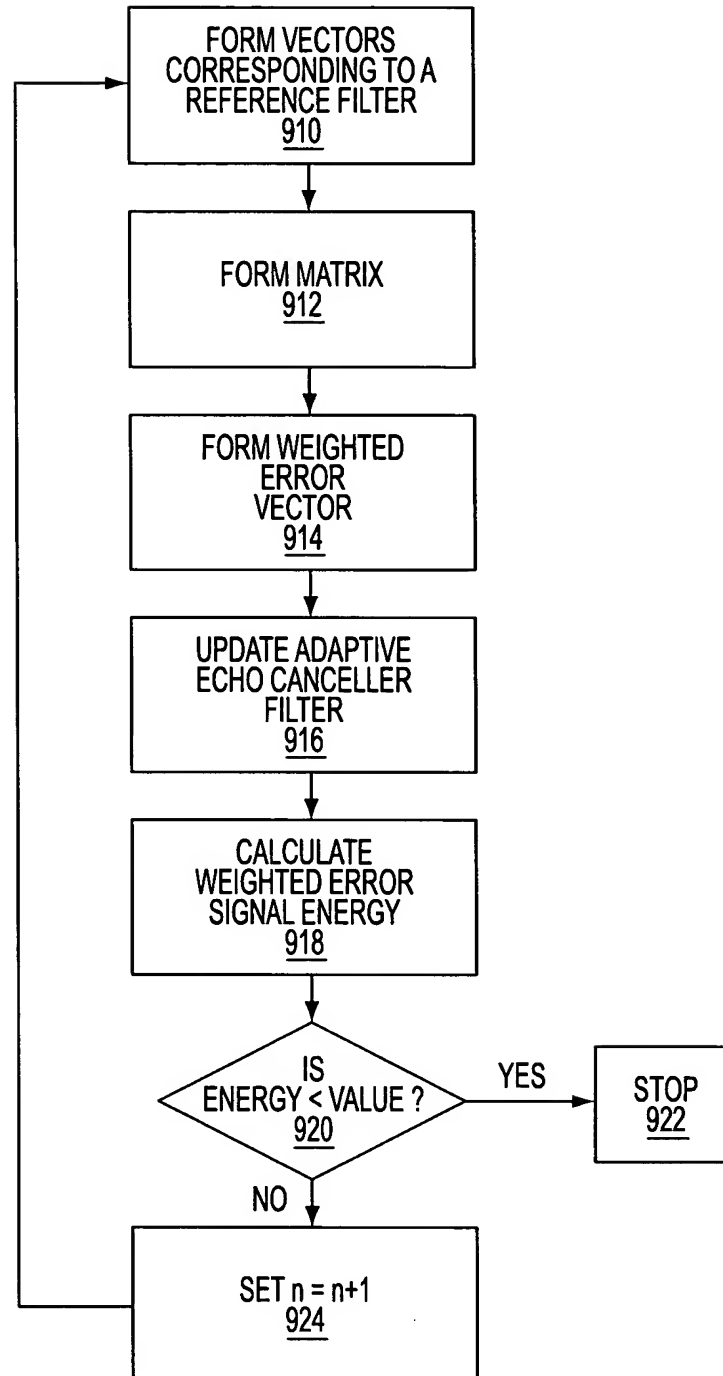 FORM VECTORS
CORRESPONDING TO A
REFERENCE FILTER
910
FORM MATRIX
912
FORM WEIGHTED
ERROR
VECTOR
914
UPDATE ADAPTIVE
ECHO CANCELLER
FILTER
916
CALCULATE
WEIGHTED ERROR
SIGNAL ENERGY
918
IS
ENERGY < VALUE ?
920
YES
STOP
922
NO
SET n = n+1
924